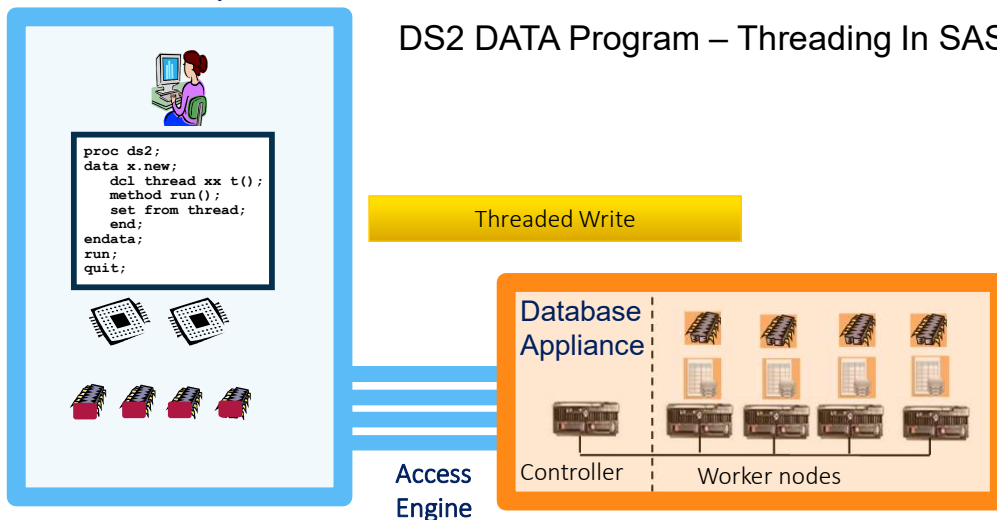 DS2 DATA Program – Threading In SAS
proc ds2;
data x.new;
dcl thread xx t();
method run();
set from thread;
end;
endata;
run;
quit;
Threaded Write
Database
Appliance
Controller
Worker nodes
Access
Engine